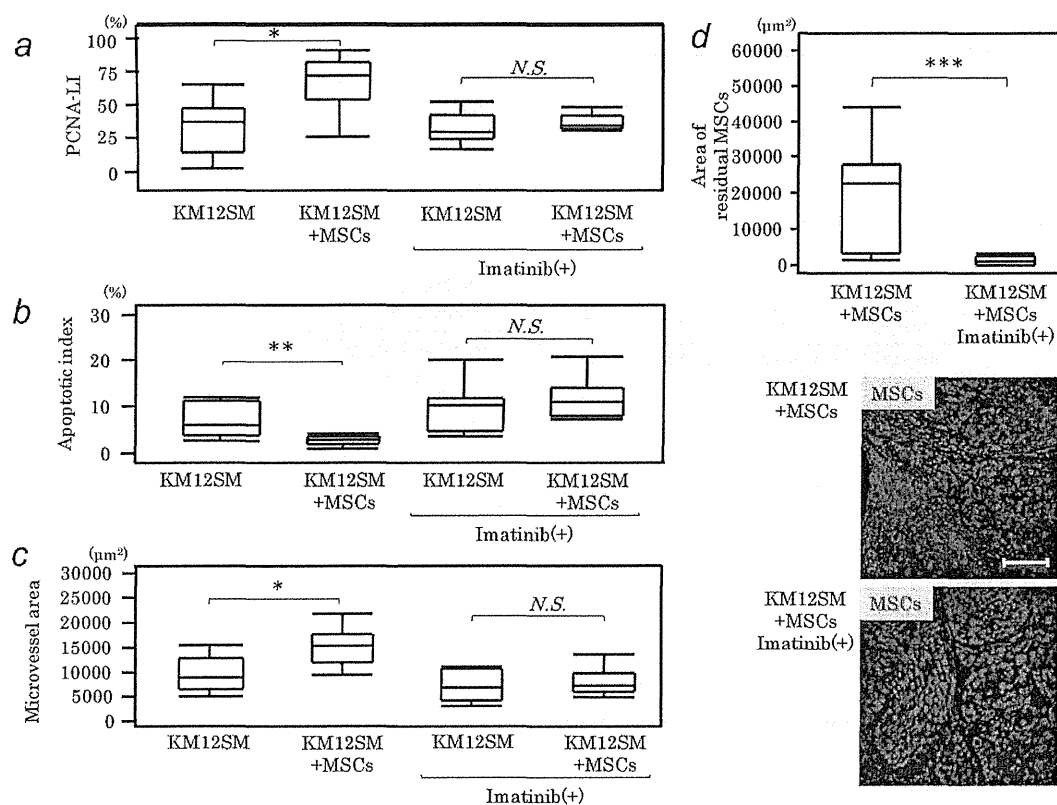 a
(%)
100
75
50
25
0
PCNA-LI
*
N.S.
KM12SM
KM12SM
+MSCs
KM12SM
KM12SM
+MSCs
Imatinib(+)
b
(%)
30
20
10
0
Apoptotic index
**
N.S.
KM12SM
KM12SM
+MSCs
KM12SM
KM12SM
+MSCs
Imatinib(+)
c
(μm²)
30000
25000
20000
15000
10000
5000
0
Microvessel area
*
N.S.
KM12SM
KM12SM
+MSCs
KM12SM
KM12SM
+MSCs
Imatinib(+)
d
(μm²)
60000
50000
40000
30000
20000
10000
0
Area of
residual MSCs
***
KM12SM
+MSCs
KM12SM
+MSCs
Imatinib(+)
KM12SM
+MSCs
MSCs
KM12SM
+MSCs
Imatinib(+)
MSCs